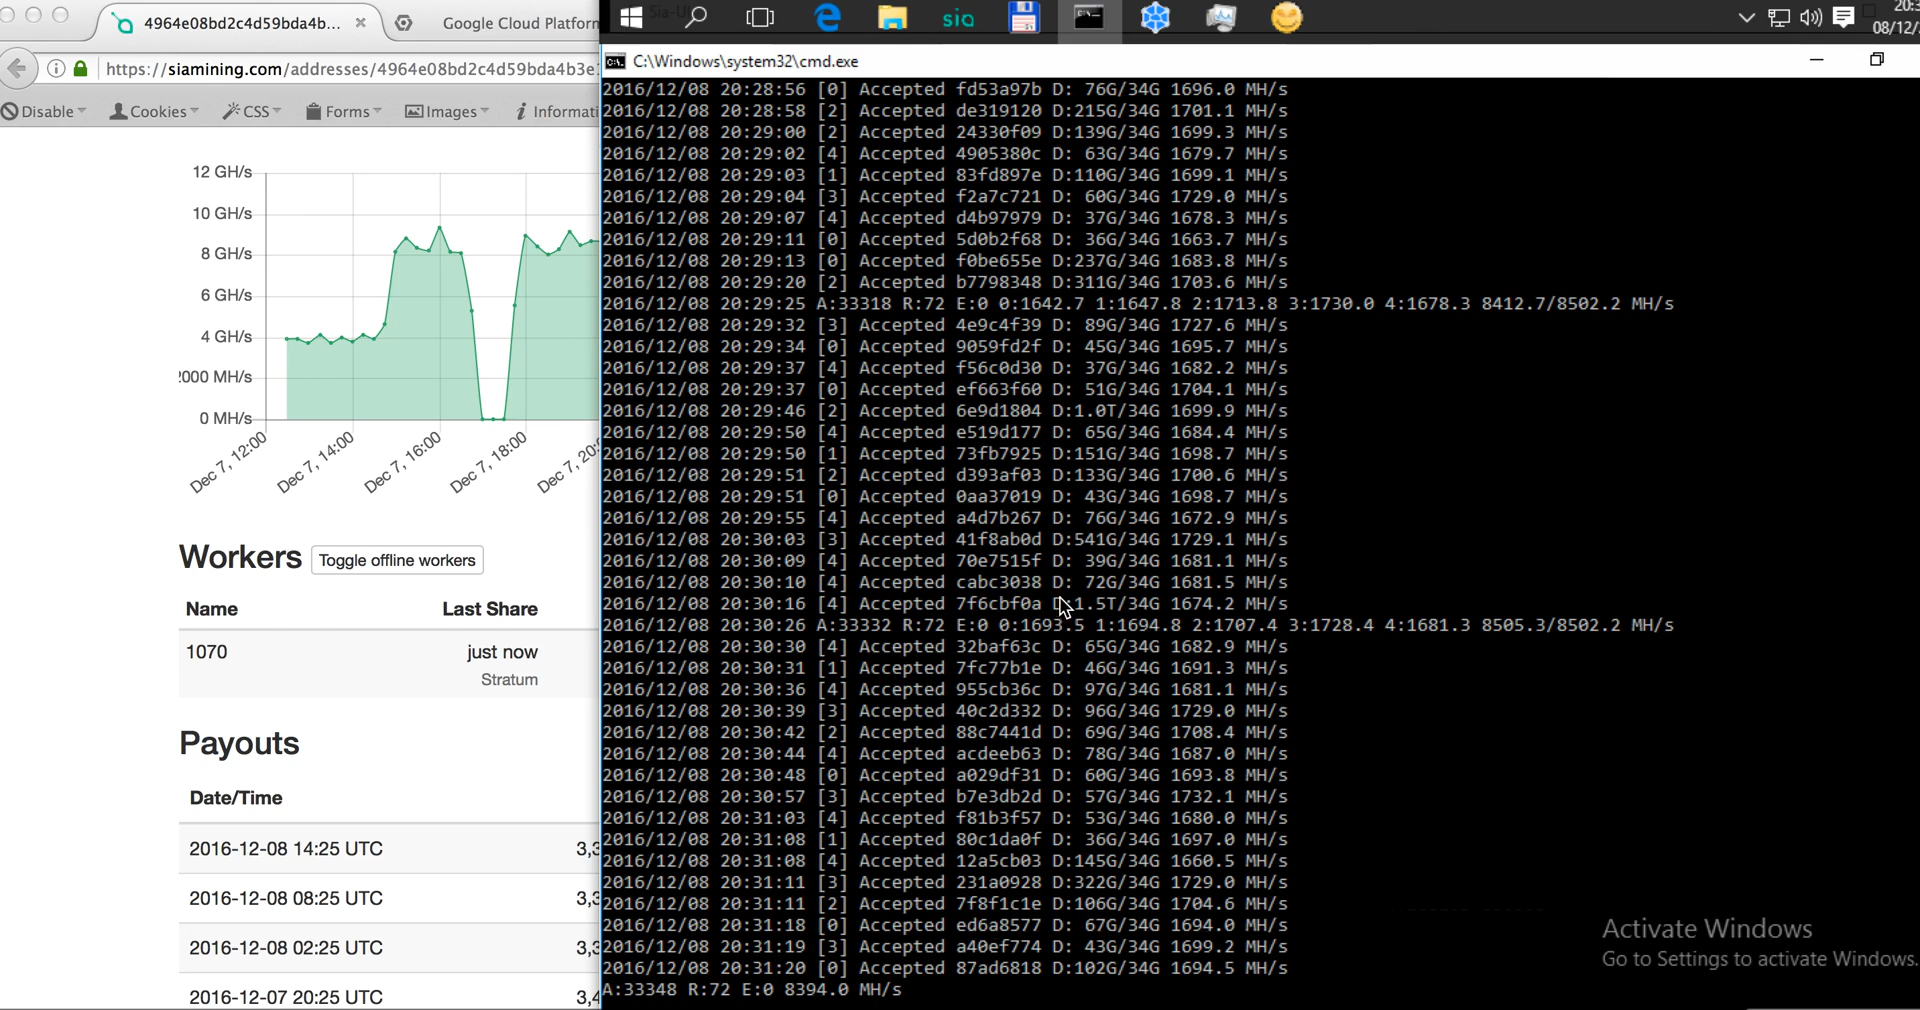 4964e08bd2c4d59bda4b...
Google Cloud Platform
https://siamining.com/addresses/4964e08bd2c4d59bda4b3e
Disable
Cookies
CSS
Forms
Images
Informati
12 GH/s
10 GH/s
8 GH/s
6 GH/s
4 GH/s
2000 MH/s
0 MH/s
Dec 7, 12:00
Dec 7, 14:00
Dec 7, 16:00
Dec 7, 18:00
Dec 7, 20:
Workers
Toggle offline workers
Name Last Share
1070 just now
Stratum
Payouts
Date/Time
2016-12-08 14:25 UTC 3,3
2016-12-08 08:25 UTC 3,3
2016-12-08 02:25 UTC 3,3
2016-12-07 20:25 UTC 3,4
Sia-UI
sia
20:3
08/12/
C:\Windows\system32\cmd.exe
2016/12/08 20:28:56 [0] Accepted fd53a97b D: 76G/34G 1696.0 MH/s
2016/12/08 20:28:58 [2] Accepted de319120 D:215G/34G 1701.1 MH/s
2016/12/08 20:29:00 [2] Accepted 24330f09 D:139G/34G 1699.3 MH/s
2016/12/08 20:29:02 [4] Accepted 4905380c D: 63G/34G 1679.7 MH/s
2016/12/08 20:29:03 [1] Accepted 83fd897e D:110G/34G 1699.1 MH/s
2016/12/08 20:29:04 [3] Accepted f2a7c721 D: 60G/34G 1729.0 MH/s
2016/12/08 20:29:07 [4] Accepted d4b97979 D: 37G/34G 1678.3 MH/s
2016/12/08 20:29:11 [0] Accepted 5d0b2f68 D: 36G/34G 1663.7 MH/s
2016/12/08 20:29:13 [0] Accepted f0be655e D:237G/34G 1683.8 MH/s
2016/12/08 20:29:20 [2] Accepted b7798348 D:311G/34G 1703.6 MH/s
2016/12/08 20:29:25 A:33318 R:72 E:0 0:1642.7 1:1647.8 2:1713.8 3:1730.0 4:1678.3 8412.7/8502.2 MH/s
2016/12/08 20:29:32 [3] Accepted 4e9c4f39 D: 89G/34G 1727.6 MH/s
2016/12/08 20:29:34 [0] Accepted 9059fd2f D: 45G/34G 1695.7 MH/s
2016/12/08 20:29:37 [4] Accepted f56c0d30 D: 37G/34G 1682.2 MH/s
2016/12/08 20:29:37 [0] Accepted ef663f60 D: 51G/34G 1704.1 MH/s
2016/12/08 20:29:46 [2] Accepted 6e9d1804 D:1.0T/34G 1699.9 MH/s
2016/12/08 20:29:50 [4] Accepted e519d177 D: 65G/34G 1684.4 MH/s
2016/12/08 20:29:50 [1] Accepted 73fb7925 D:151G/34G 1698.7 MH/s
2016/12/08 20:29:51 [2] Accepted d393af03 D:133G/34G 1700.6 MH/s
2016/12/08 20:29:51 [0] Accepted 0aa37019 D: 43G/34G 1698.7 MH/s
2016/12/08 20:29:55 [4] Accepted a4d7b267 D: 76G/34G 1672.9 MH/s
2016/12/08 20:30:03 [3] Accepted 41f8ab0d D:541G/34G 1729.1 MH/s
2016/12/08 20:30:09 [4] Accepted 70e7515f D: 39G/34G 1681.1 MH/s
2016/12/08 20:30:10 [4] Accepted cabc3038 D: 72G/34G 1681.5 MH/s
2016/12/08 20:30:16 [4] Accepted 7f6cbf0a D:1.5T/34G 1674.2 MH/s
2016/12/08 20:30:26 A:33332 R:72 E:0 0:1693.5 1:1694.8 2:1707.4 3:1728.4 4:1681.3 8505.3/8502.2 MH/s
2016/12/08 20:30:30 [4] Accepted 32baf63c D: 65G/34G 1682.9 MH/s
2016/12/08 20:30:31 [1] Accepted 7fc77b1e D: 46G/34G 1691.3 MH/s
2016/12/08 20:30:36 [4] Accepted 955cb36c D: 97G/34G 1681.1 MH/s
2016/12/08 20:30:39 [3] Accepted 40c2d332 D: 96G/34G 1729.0 MH/s
2016/12/08 20:30:42 [2] Accepted 88c7441d D: 69G/34G 1708.4 MH/s
2016/12/08 20:30:44 [4] Accepted acdeeb63 D: 78G/34G 1687.0 MH/s
2016/12/08 20:30:48 [0] Accepted a029df31 D: 60G/34G 1693.8 MH/s
2016/12/08 20:30:57 [3] Accepted b7e3db2d D: 57G/34G 1732.1 MH/s
2016/12/08 20:31:03 [4] Accepted f81b3f57 D: 53G/34G 1680.0 MH/s
2016/12/08 20:31:08 [1] Accepted 80c1da0f D: 36G/34G 1697.0 MH/s
2016/12/08 20:31:08 [4] Accepted 12a5cb03 D:145G/34G 1660.5 MH/s
2016/12/08 20:31:11 [3] Accepted 231a0928 D:322G/34G 1729.0 MH/s
2016/12/08 20:31:11 [2] Accepted 7f8f1c1e D:106G/34G 1704.6 MH/s
2016/12/08 20:31:18 [0] Accepted ed6a8577 D: 67G/34G 1694.0 MH/s
2016/12/08 20:31:19 [3] Accepted a40ef774 D: 43G/34G 1699.2 MH/s
2016/12/08 20:31:20 [0] Accepted 87ad6818 D:102G/34G 1694.5 MH/s
A:33348 R:72 E:0 8394.0 MH/s
Activate Windows
Go to Settings to activate Windows.